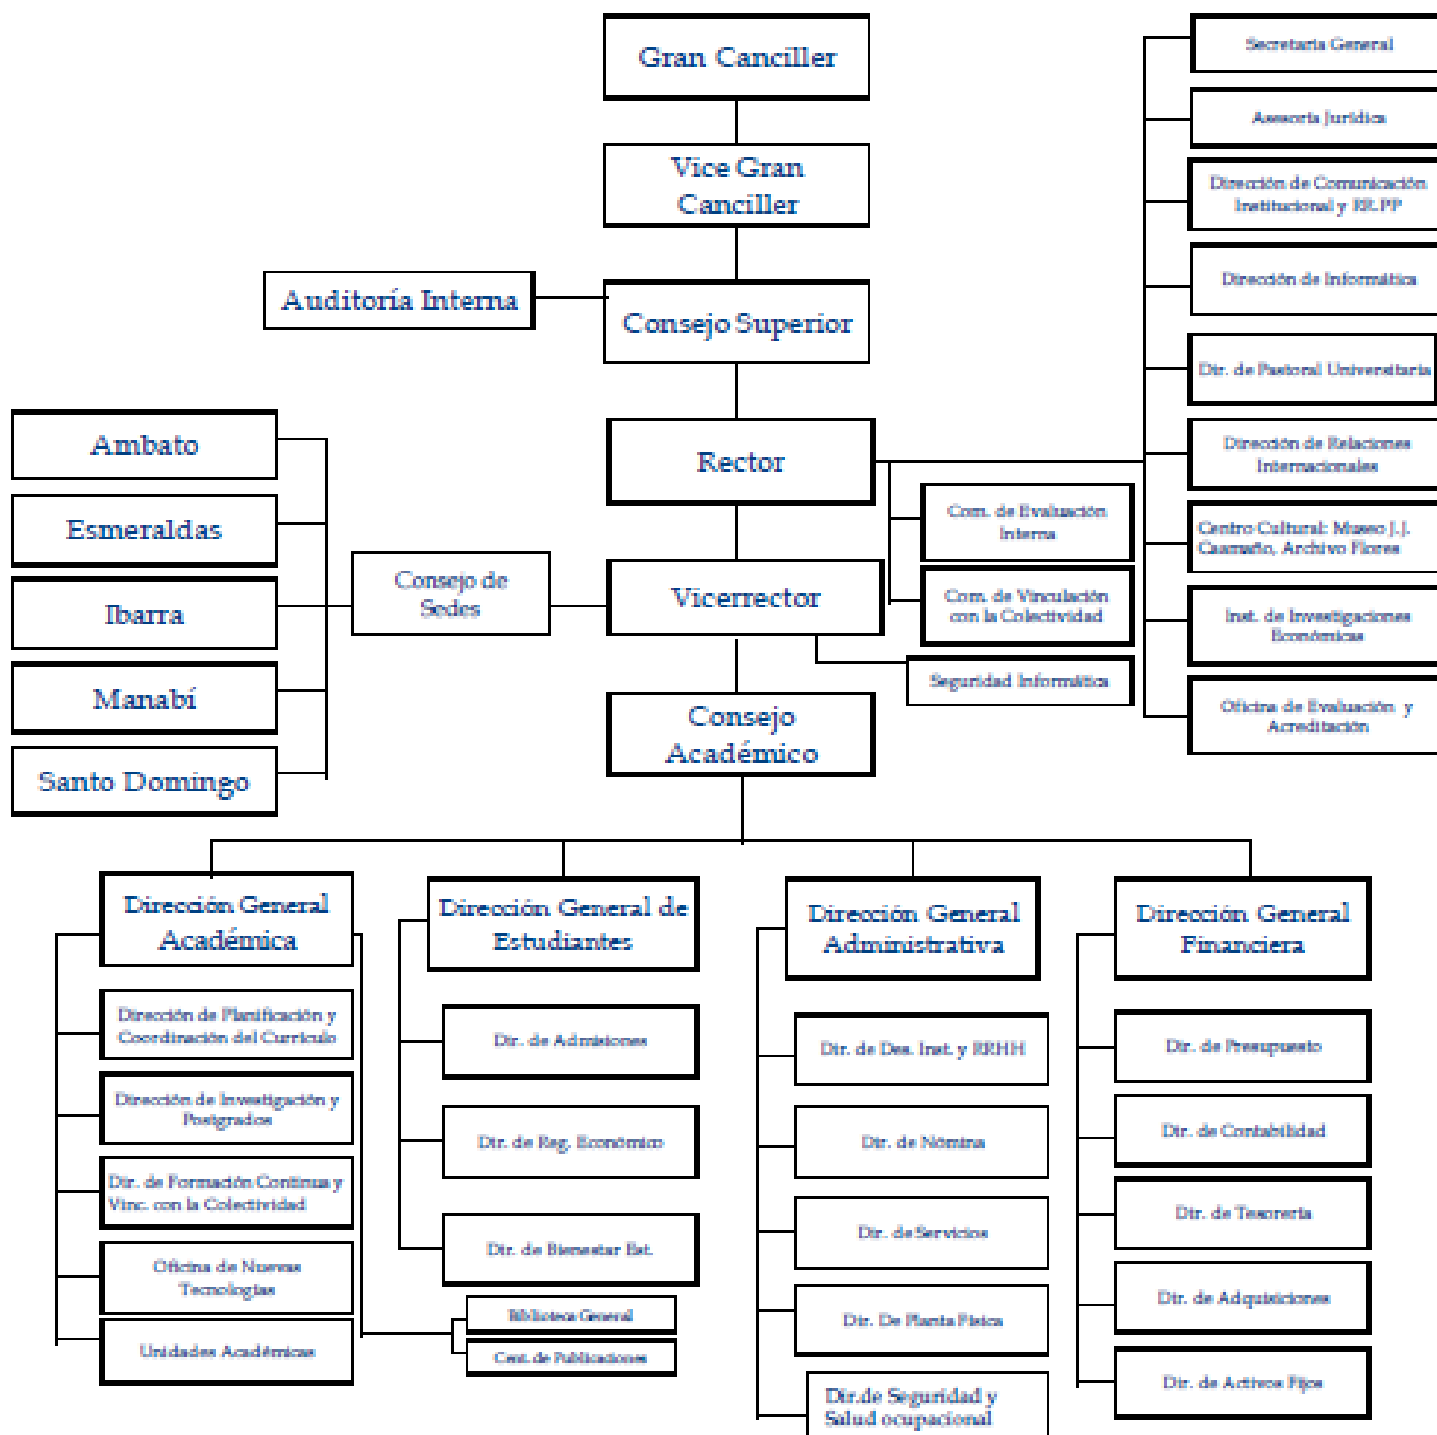 Gran Canciller
Vice Gran
Canciller
Auditoría Interna
Consejo Superior
Rector
Vicerrector
Consejo de
Sedes
Ambato
Esmeraldas
Ibarra
Manabí
Santo Domingo
Com. de Evaluación
Interna
Com. de Vinculación
con la Colectividad
Seguridad Informática
Secretaría General
Asesoría Jurídica
Dirección de Comunicación
Institucional y RR.PP
Dirección de Informática
Dir. de Pastoral Universitaria
Dirección de Relaciones
Internacionales
Centro Cultural: Museo J.J.
Caamaño, Archivo Flores
Inst. de Investigaciones
Económicas
Oficina de Evaluación y
Acreditación
Consejo
Académico
Dirección General
Académica
Dirección de Planificación y
Coordinación del Currículo
Dirección de Investigación y
Postgrados
Dir. de Formación Continua y
Vinc. con la Colectividad
Oficina de Nuevas
Tecnologías
Unidades Académicas
Dirección General de
Estudiantes
Dir. de Admisiones
Dir. de Reg. Económico
Dir. de Bienestar Est.
Biblioteca General
Cent. de Publicaciones
Dirección General
Administrativa
Dir. de Des. Inst. y RRHH
Dir. de Nómina
Dir. de Servicios
Dir. De Planta Física
Dir.de Seguridad y
Salud ocupacional
Dirección General
Financiera
Dir. de Presupuesto
Dir. de Contabilidad
Dir. de Tesorería
Dir. de Adquisiciones
Dir. de Activos Fijos